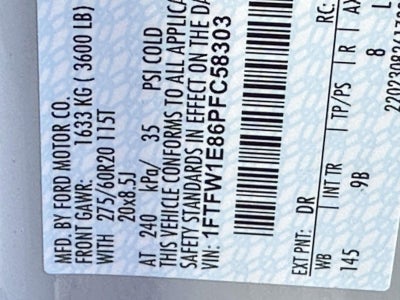 MFD BY FORD MOTOR CO.
FRONT GAWR: 1633 KG ( 3600 LB)
WITH 275/60R20 115T
20x8.5J
AT 240 kPa/ 35 PSI COLD
THIS VEHICLE CONFORMS TO ALL APPLICA
SAFETY STANDARDS IN EFFECT ON THE DA
VIN: 1FTFW1E86PFC58303
EXT PNT: DR RC:
WB INT TR TP/PS R AX
145 9B 8 L